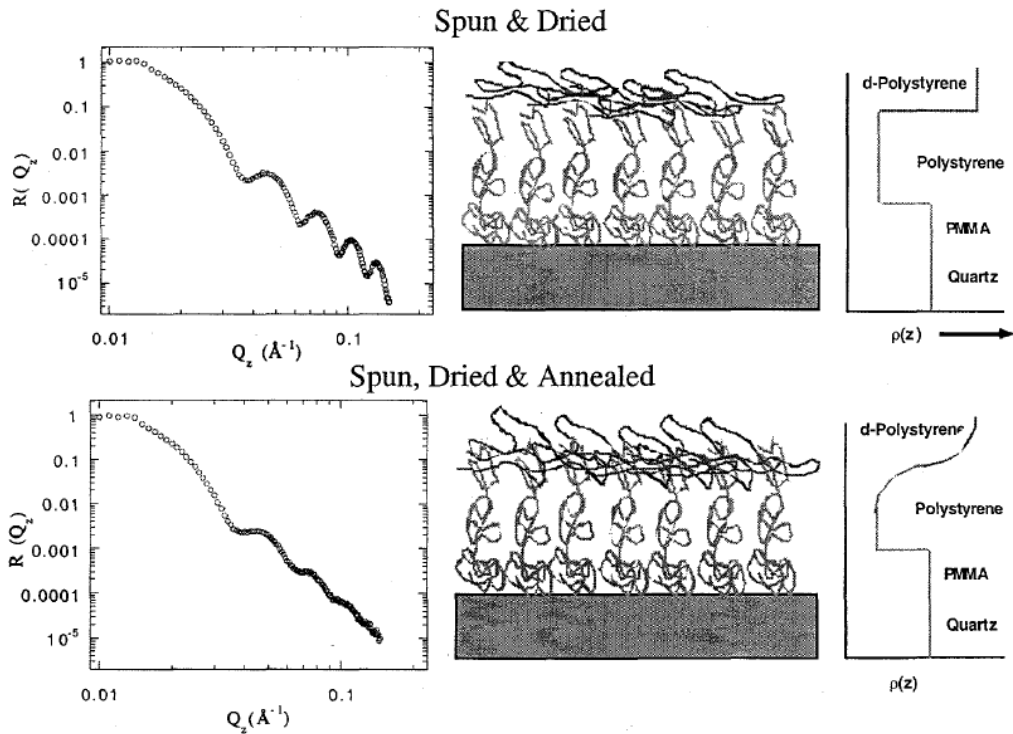 Spun & Dried
1
0.1
0.01
0.001
0.0001
10⁻⁵
R( Q_z )
0.01
0.1
Q_z (Å⁻¹)
d-Polystyrene
Polystyrene
PMMA
Quartz
ρ(z)
Spun, Dried & Annealed
1
0.1
0.01
0.001
0.0001
10⁻⁵
R (Q_z)
0.01
0.1
Q_z(Å⁻¹)
d-Polystyrene
Polystyrene
PMMA
Quartz
ρ(z)